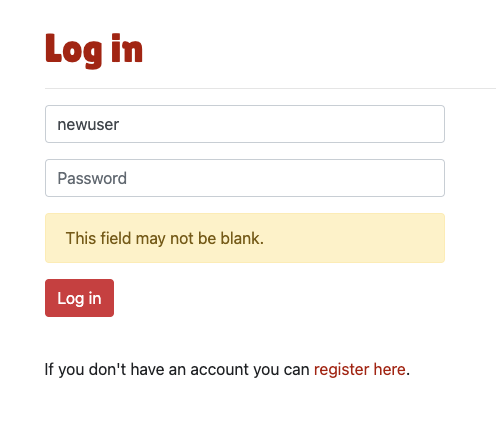 Log in
newuser
Password
This field may not be blank.
Log in
If you don't have an account you can register here.